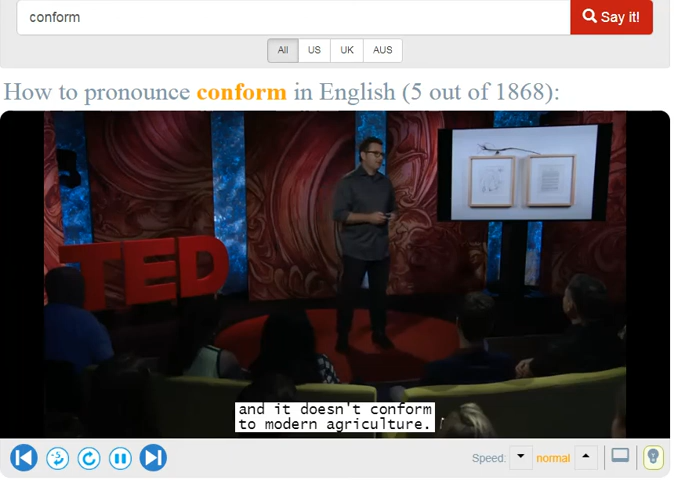 conform
Say it!
All US UK AUS
How to pronounce conform in English (5 out of 1868):
TED
and it doesn't conform
to modern agriculture.
5
Speed: normal